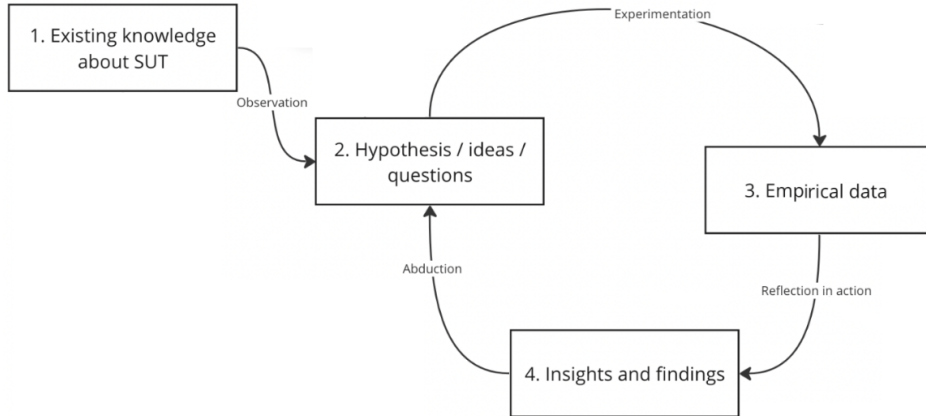 Experimentation
1. Existing knowledge
about SUT
Observation
2. Hypothesis / ideas /
questions
3. Empirical data
Abduction
Reflection in action
4. Insights and findings